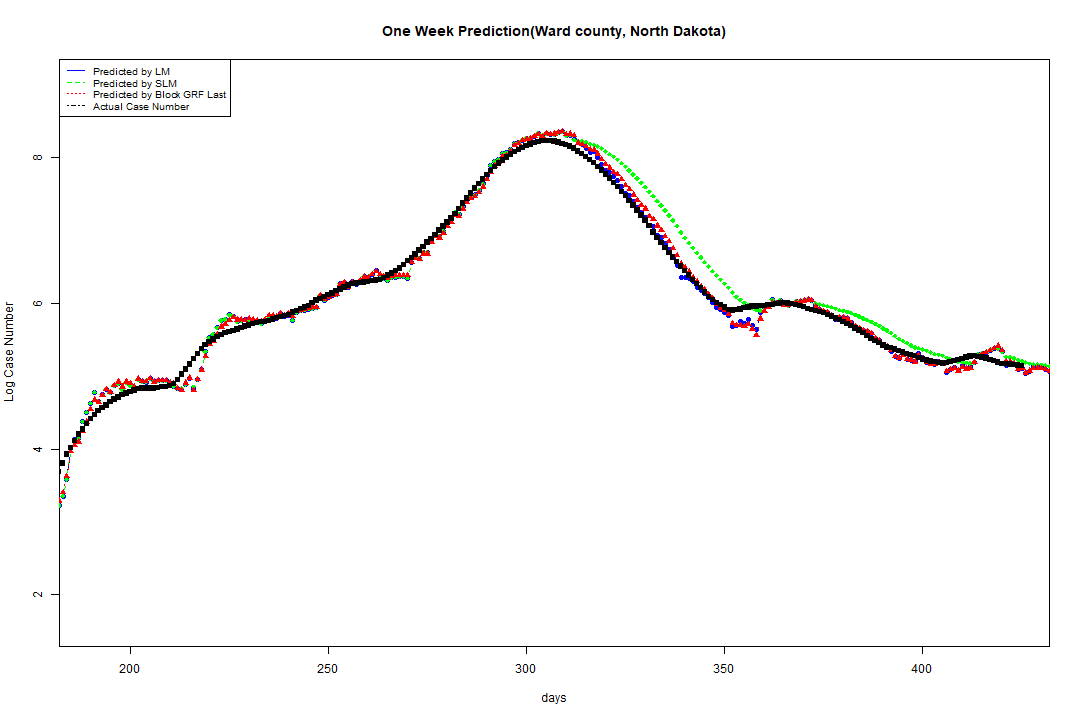 One Week Prediction(Ward county, North Dakota)
Predicted by LM
Predicted by SLM
Predicted by Block GRF Last
Actual Case Number
8
6
4
2
Log Case Number
200 250 300 350 400
days